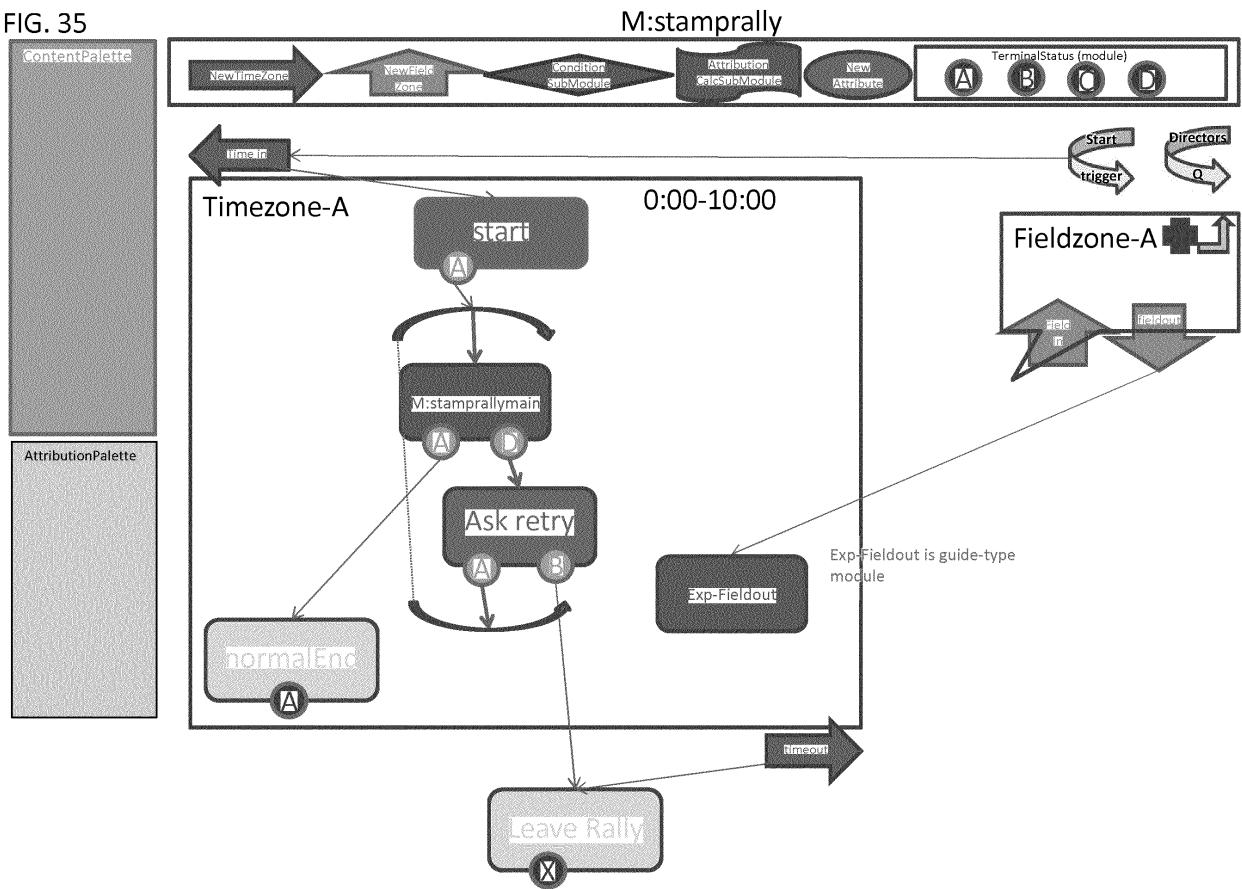 FIG. 35
M:stamprally
ContentPalette
NewTimeZone
NewField
Zone
Condition
SubModule
Attribution
CalcSubModule
New
Attribute
TerminalStatus (module)
A B C D
Time in
Start
trigger
Directors
Q
Timezone-A
0:00-10:00
start
A
Fieldzone-A
Field
in
fieldout
M:stamprallymain
A D
AttributionPalette
Ask retry
A B
Exp-Fieldout is guide-type
module
Exp-Fieldout
normalEnd
A
timeout
Leave Rally
X